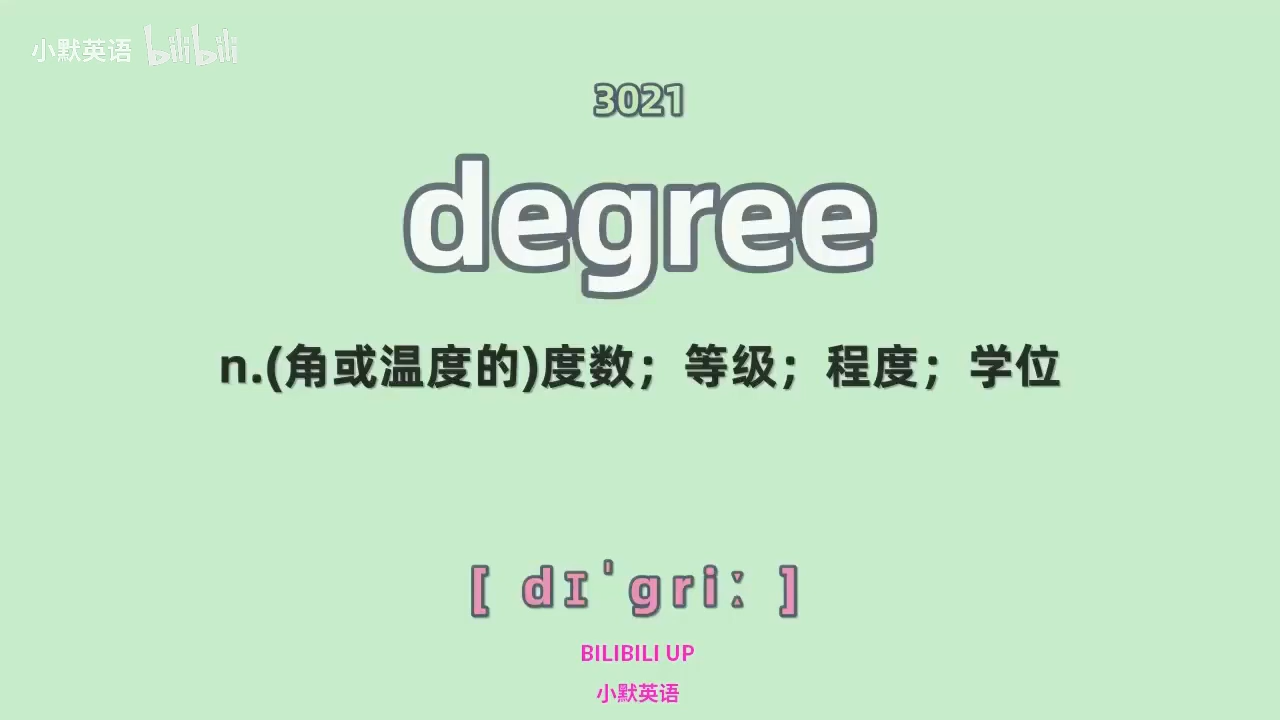 小默英语 bilibili
3021
degree
n.(角或温度的)度数；等级；程度；学位
[ dɪˈɡriː ]
BILIBILI UP
小默英语